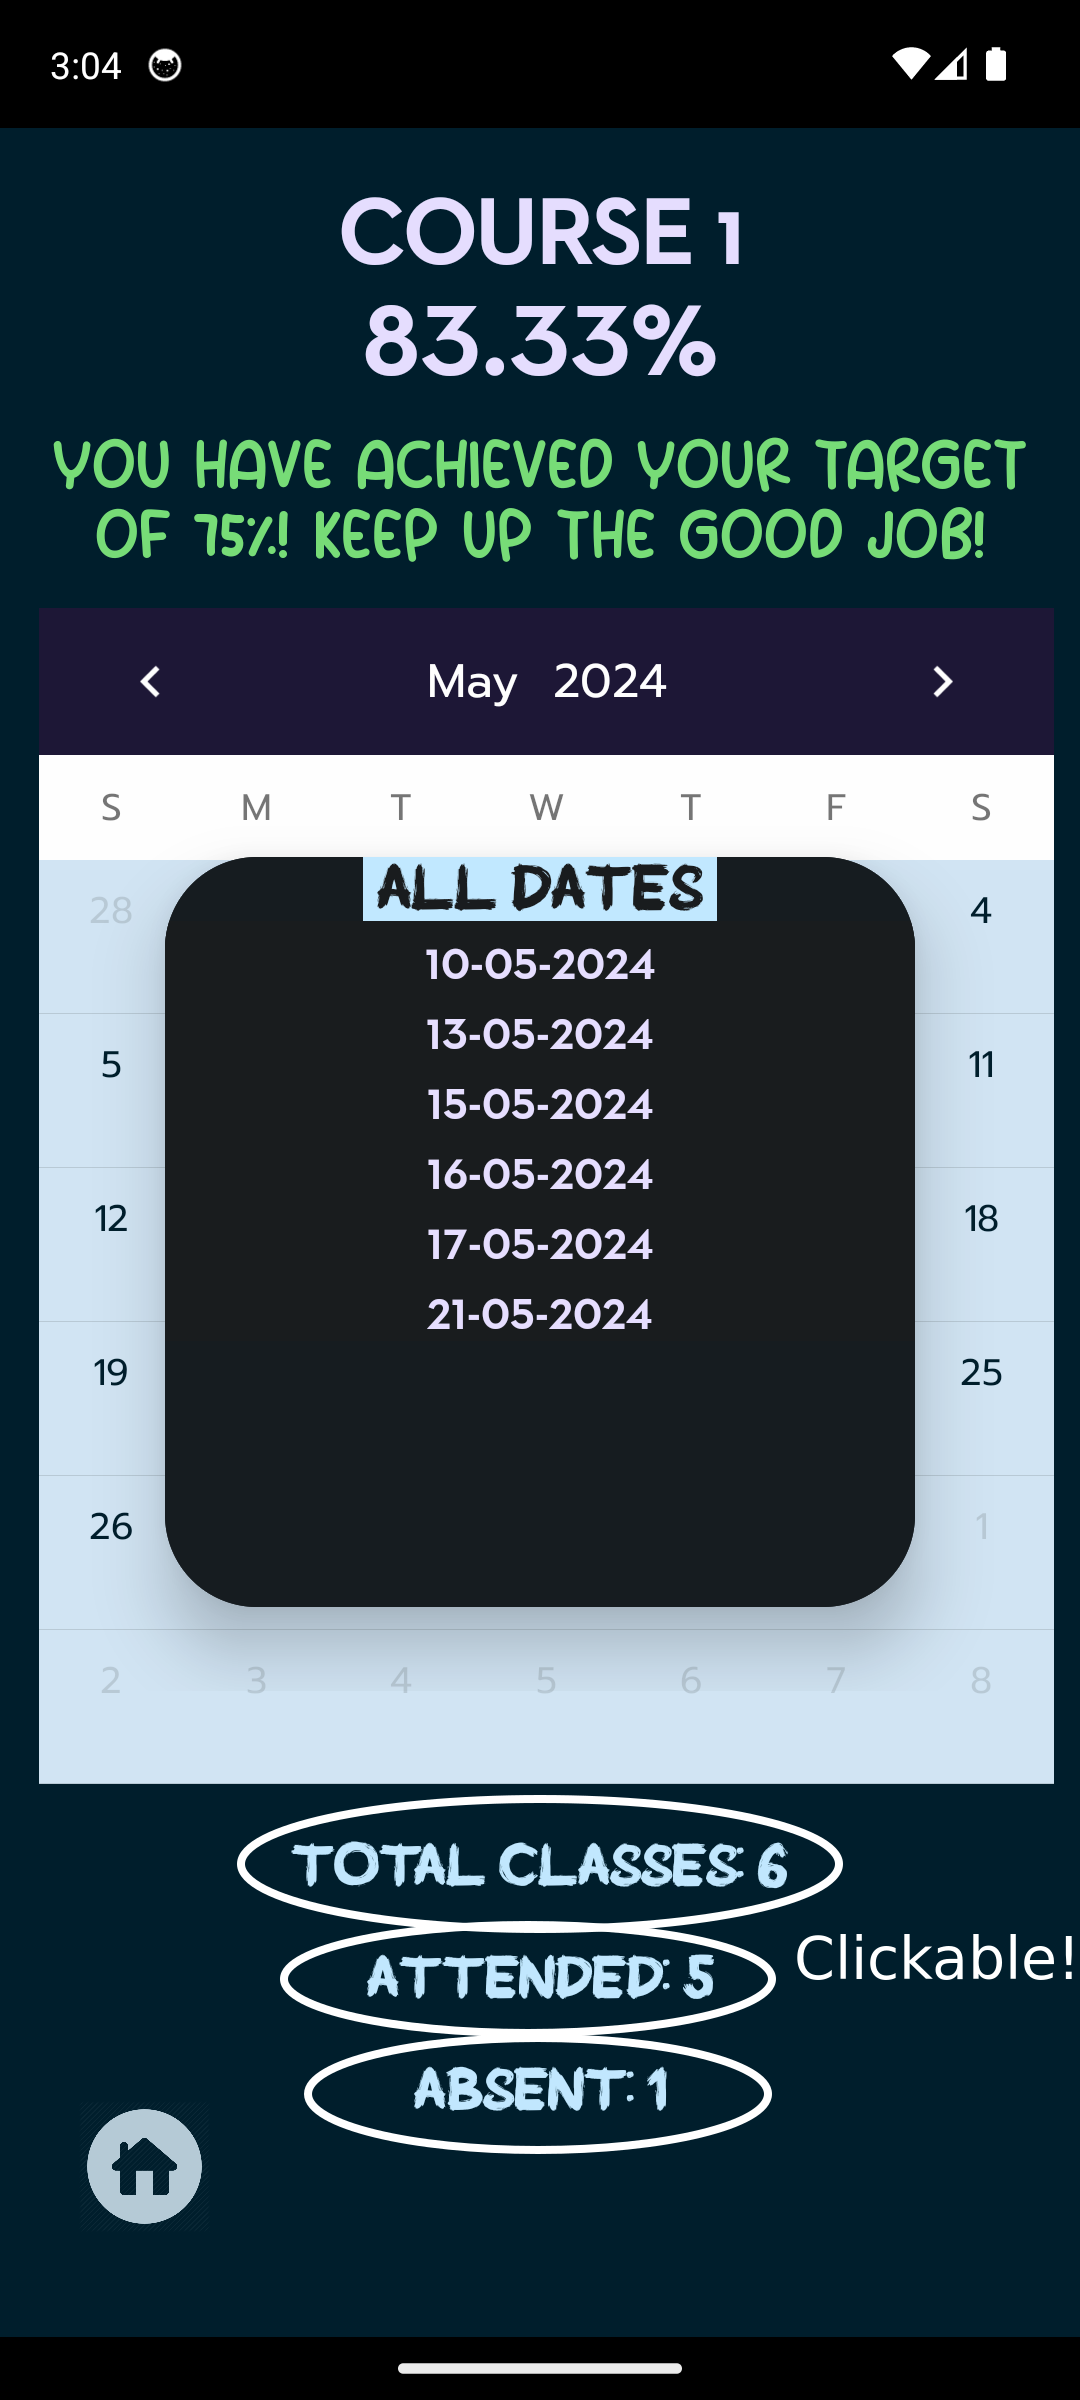 3:04
COURSE 1
83.33%
YOU HAVE ACHIEVED YOUR TARGET
OF 75%! KEEP UP THE GOOD JOB!
May 2024
S M T W T F S
28 4
ALL DATES
10-05-2024
13-05-2024
5 11
15-05-2024
16-05-2024
12 18
17-05-2024
21-05-2024
19 25
26 1
2 3 4 5 6 7 8
TOTAL CLASSES: 6
ATTENDED: 5
Clickable!
ABSENT: 1